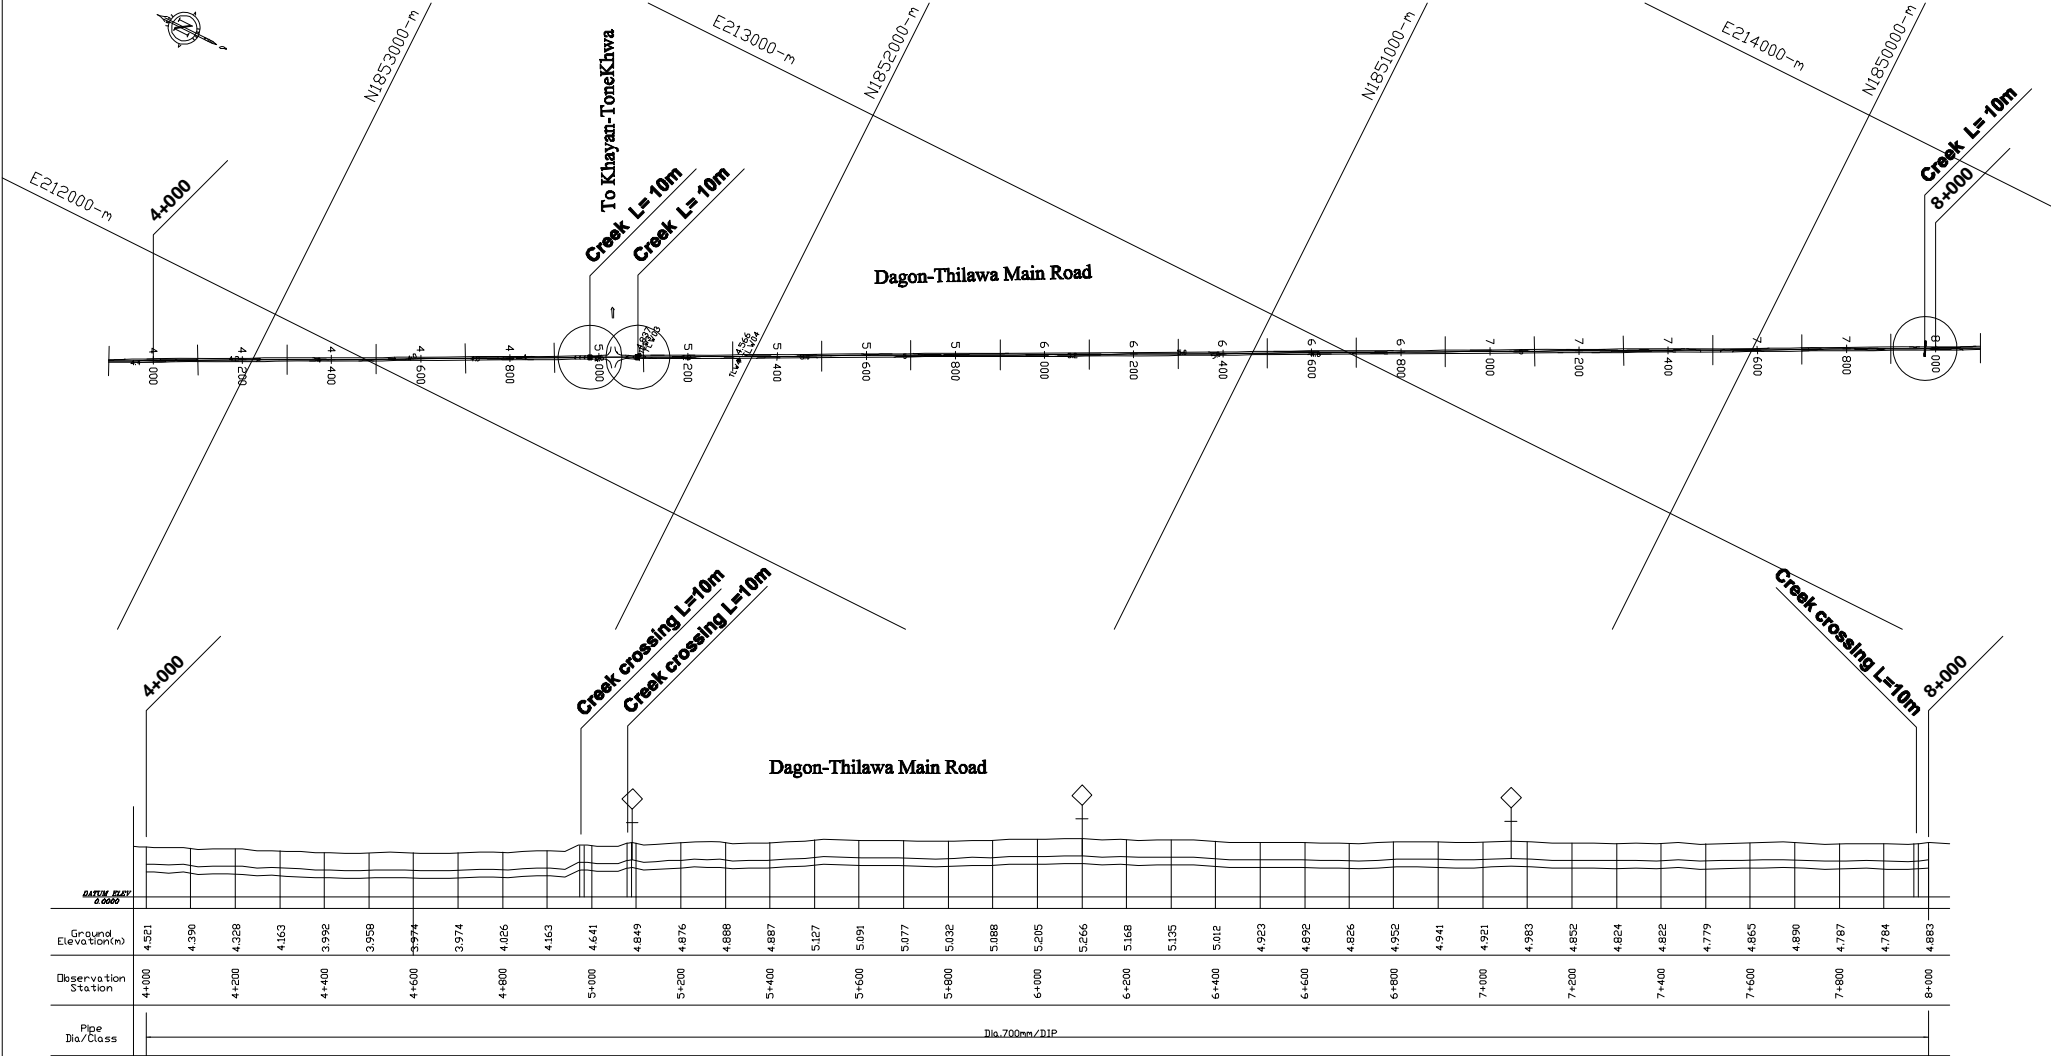 N
N1853000-m
E213000-m
N1852000-m
N1851000-m
E214000-m
N1850000-m
E212000-m
4+000
To Khayan-ToneKhwa
Creek L= 10m
Creek L= 10m
Creek L= 10m
8+000
Dagon-Thilawa Main Road
4 000
4 200
4 400
4 600
4 800
5 000
5 200
5 400
5 600
5 800
6 000
6 200
6 400
6 600
6 800
7 000
7 200
7 400
7 600
7 800
8 000
4+000
Creek crossing L=10m
Creek crossing L=10m
Creek crossing L=10m
8+000
Dagon-Thilawa Main Road
DATUM ELEV
0.0000
Ground
Elevation(m)
4.521 4.390 4.328 4.163 3.992 3.958 3.974 3.974 4.026 4.163 4.641 4.849 4.876 4.888 4.887 5.127 5.091 5.077 5.032 5.088 5.205 5.266 5.168 5.135 5.012 4.923 4.892 4.826 4.952 4.941 4.921 4.983 4.852 4.824 4.822 4.779 4.865 4.890 4.787 4.784 4.883
Observation
Station
4+000 4+200 4+400 4+600 4+800 5+000 5+200 5+400 5+600 5+800 6+000 6+200 6+400 6+600 6+800 7+000 7+200 7+400 7+600 7+800 8+000
Pipe
Dia/Class
Dia.700mm/DIP